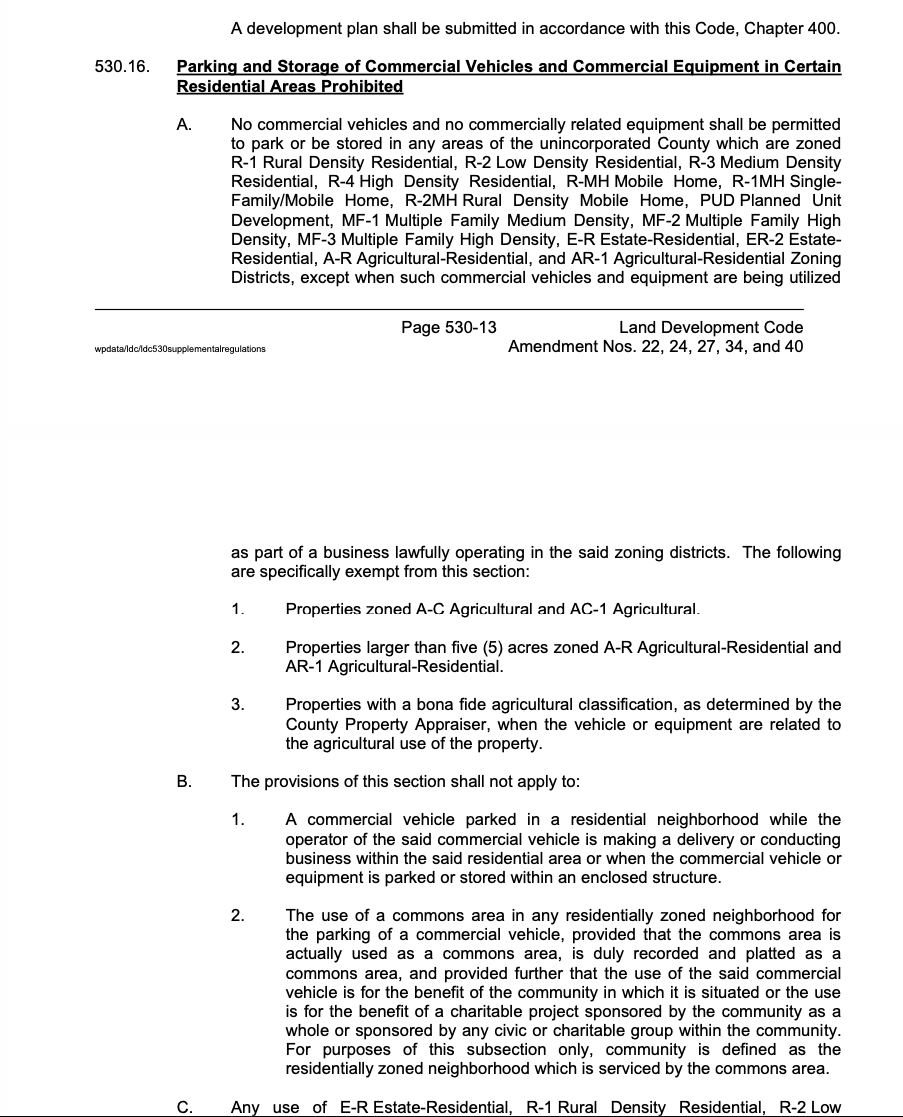 A development plan shall be submitted in accordance with this Code, Chapter 400.
530.16. Parking and Storage of Commercial Vehicles and Commercial Equipment in Certain
Residential Areas Prohibited
A. No commercial vehicles and no commercially related equipment shall be permitted
to park or be stored in any areas of the unincorporated County which are zoned
R-1 Rural Density Residential, R-2 Low Density Residential, R-3 Medium Density
Residential, R-4 High Density Residential, R-MH Mobile Home, R-1MH Single-
Family/Mobile Home, R-2MH Rural Density Mobile Home, PUD Planned Unit
Development, MF-1 Multiple Family Medium Density, MF-2 Multiple Family High
Density, MF-3 Multiple Family High Density, E-R Estate-Residential, ER-2 Estate-
Residential, A-R Agricultural-Residential, and AR-1 Agricultural-Residential Zoning
Districts, except when such commercial vehicles and equipment are being utilized
Page 530-13 Land Development Code
wpdata/ldc/ldc530supplementalregulations Amendment Nos. 22, 24, 27, 34, and 40
as part of a business lawfully operating in the said zoning districts. The following
are specifically exempt from this section:
1. Properties zoned A-C Agricultural and AC-1 Agricultural.
2. Properties larger than five (5) acres zoned A-R Agricultural-Residential and
AR-1 Agricultural-Residential.
3. Properties with a bona fide agricultural classification, as determined by the
County Property Appraiser, when the vehicle or equipment are related to
the agricultural use of the property.
B. The provisions of this section shall not apply to:
1. A commercial vehicle parked in a residential neighborhood while the
operator of the said commercial vehicle is making a delivery or conducting
business within the said residential area or when the commercial vehicle or
equipment is parked or stored within an enclosed structure.
2. The use of a commons area in any residentially zoned neighborhood for
the parking of a commercial vehicle, provided that the commons area is
actually used as a commons area, is duly recorded and platted as a
commons area, and provided further that the use of the said commercial
vehicle is for the benefit of the community in which it is situated or the use
is for the benefit of a charitable project sponsored by the community as a
whole or sponsored by any civic or charitable group within the community.
For purposes of this subsection only, community is defined as the
residentially zoned neighborhood which is serviced by the commons area.
C. Any use of E-R Estate-Residential, R-1 Rural Density Residential, R-2 Low